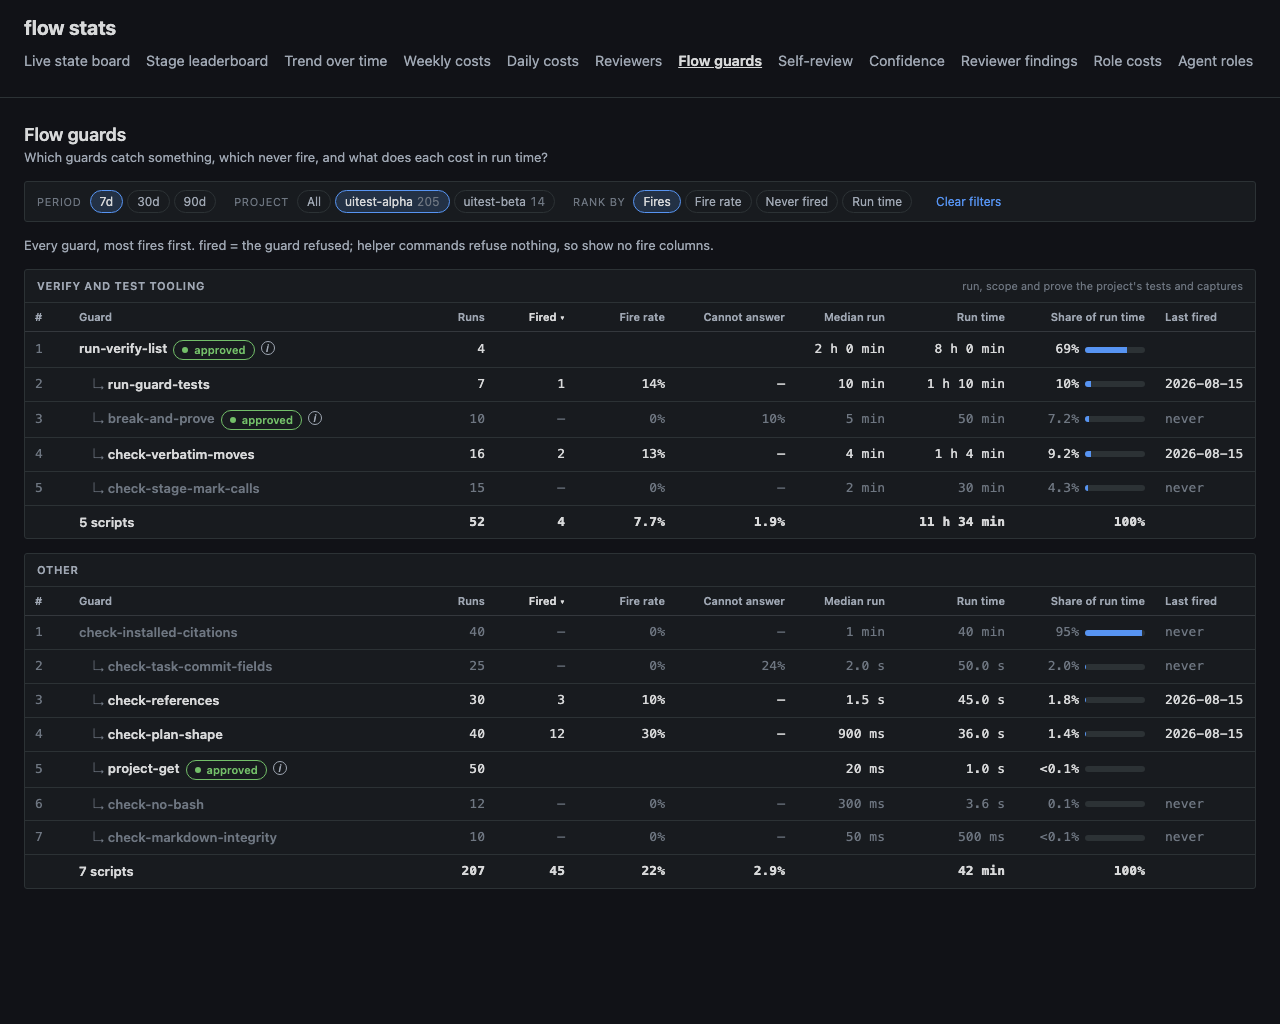 flow stats
Live state board Stage leaderboard Trend over time Weekly costs Daily costs Reviewers Flow guards Self-review Confidence Reviewer findings Role costs Agent roles
Flow guards
Which guards catch something, which never fire, and what does each cost in run time?
PERIOD 7d 30d 90d PROJECT All uitest-alpha 205 uitest-beta 14 RANK BY Fires Fire rate Never fired Run time Clear filters
Every guard, most fires first. fired = the guard refused; helper commands refuse nothing, so show no fire columns.
VERIFY AND TEST TOOLING run, scope and prove the project's tests and captures
# Guard Runs Fired ▾ Fire rate Cannot answer Median run Run time Share of run time Last fired
1 run-verify-list approved i 4 2 h 0 min 8 h 0 min 69%
2 run-guard-tests 7 1 14% — 10 min 1 h 10 min 10% 2026-08-15
3 break-and-prove approved i 10 — 0% 10% 5 min 50 min 7.2% never
4 check-verbatim-moves 16 2 13% — 4 min 1 h 4 min 9.2% 2026-08-15
5 check-stage-mark-calls 15 — 0% — 2 min 30 min 4.3% never
5 scripts 52 4 7.7% 1.9% 11 h 34 min 100%
OTHER
# Guard Runs Fired ▾ Fire rate Cannot answer Median run Run time Share of run time Last fired
1 check-installed-citations 40 — 0% — 1 min 40 min 95% never
2 check-task-commit-fields 25 — 0% 24% 2.0 s 50.0 s 2.0% never
3 check-references 30 3 10% — 1.5 s 45.0 s 1.8% 2026-08-15
4 check-plan-shape 40 12 30% — 900 ms 36.0 s 1.4% 2026-08-15
5 project-get approved i 50 20 ms 1.0 s <0.1%
6 check-no-bash 12 — 0% — 300 ms 3.6 s 0.1% never
7 check-markdown-integrity 10 — 0% — 50 ms 500 ms <0.1% never
7 scripts 207 45 22% 2.9% 42 min 100%